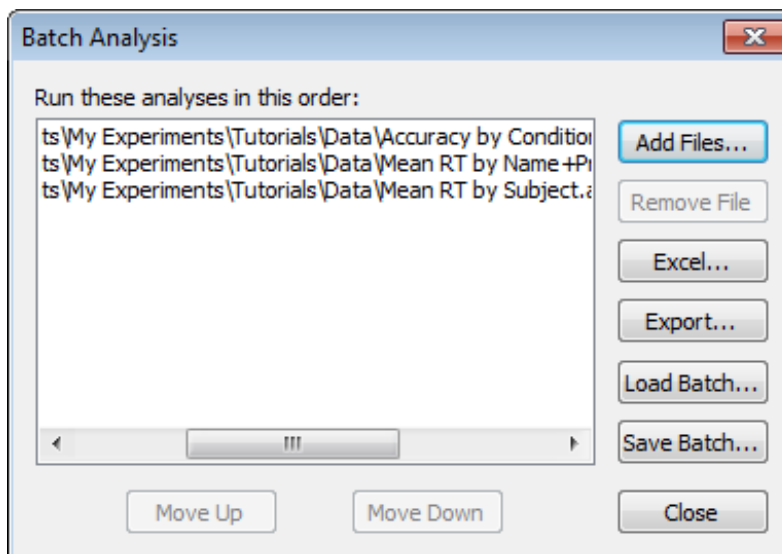 Batch Analysis
Run these analyses in this order:
ts\My Experiments\Tutorials\Data\Accuracy by Condition
ts\My Experiments\Tutorials\Data\Mean RT by Name+Pr
ts\My Experiments\Tutorials\Data\Mean RT by Subject.a
Add Files...
Remove File
Excel...
Export...
Load Batch...
Save Batch...
Move Up
Move Down
Close